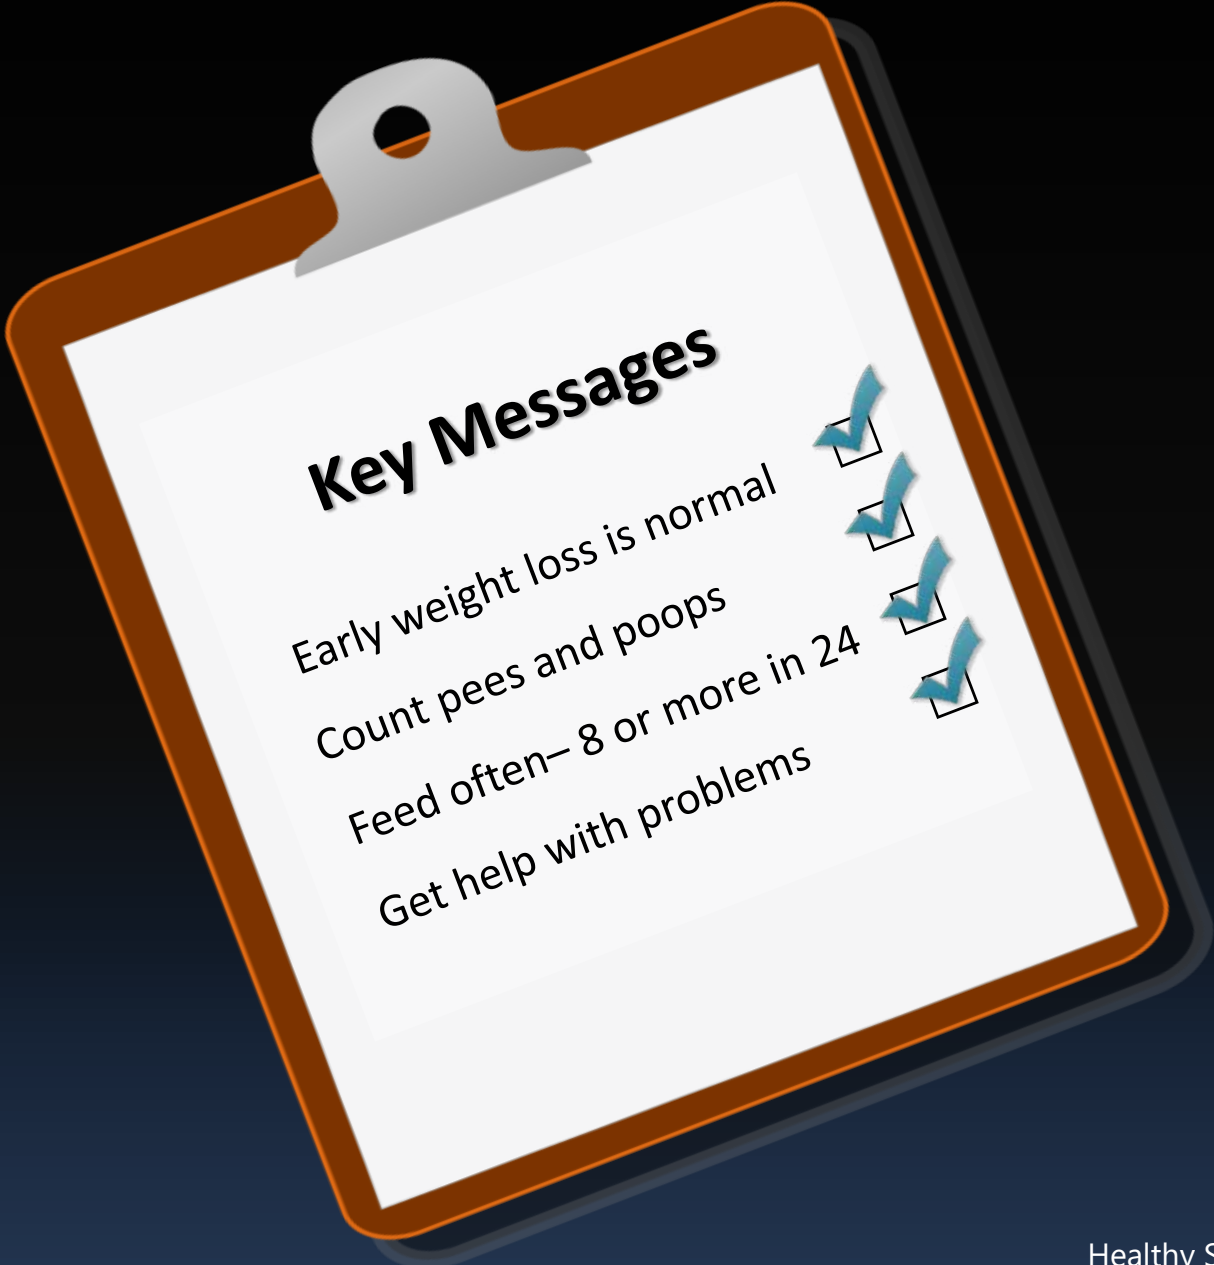 Key Messages
Early weight loss is normal
Count pees and poops
Feed often– 8 or more in 24
Get help with problems
Healthy